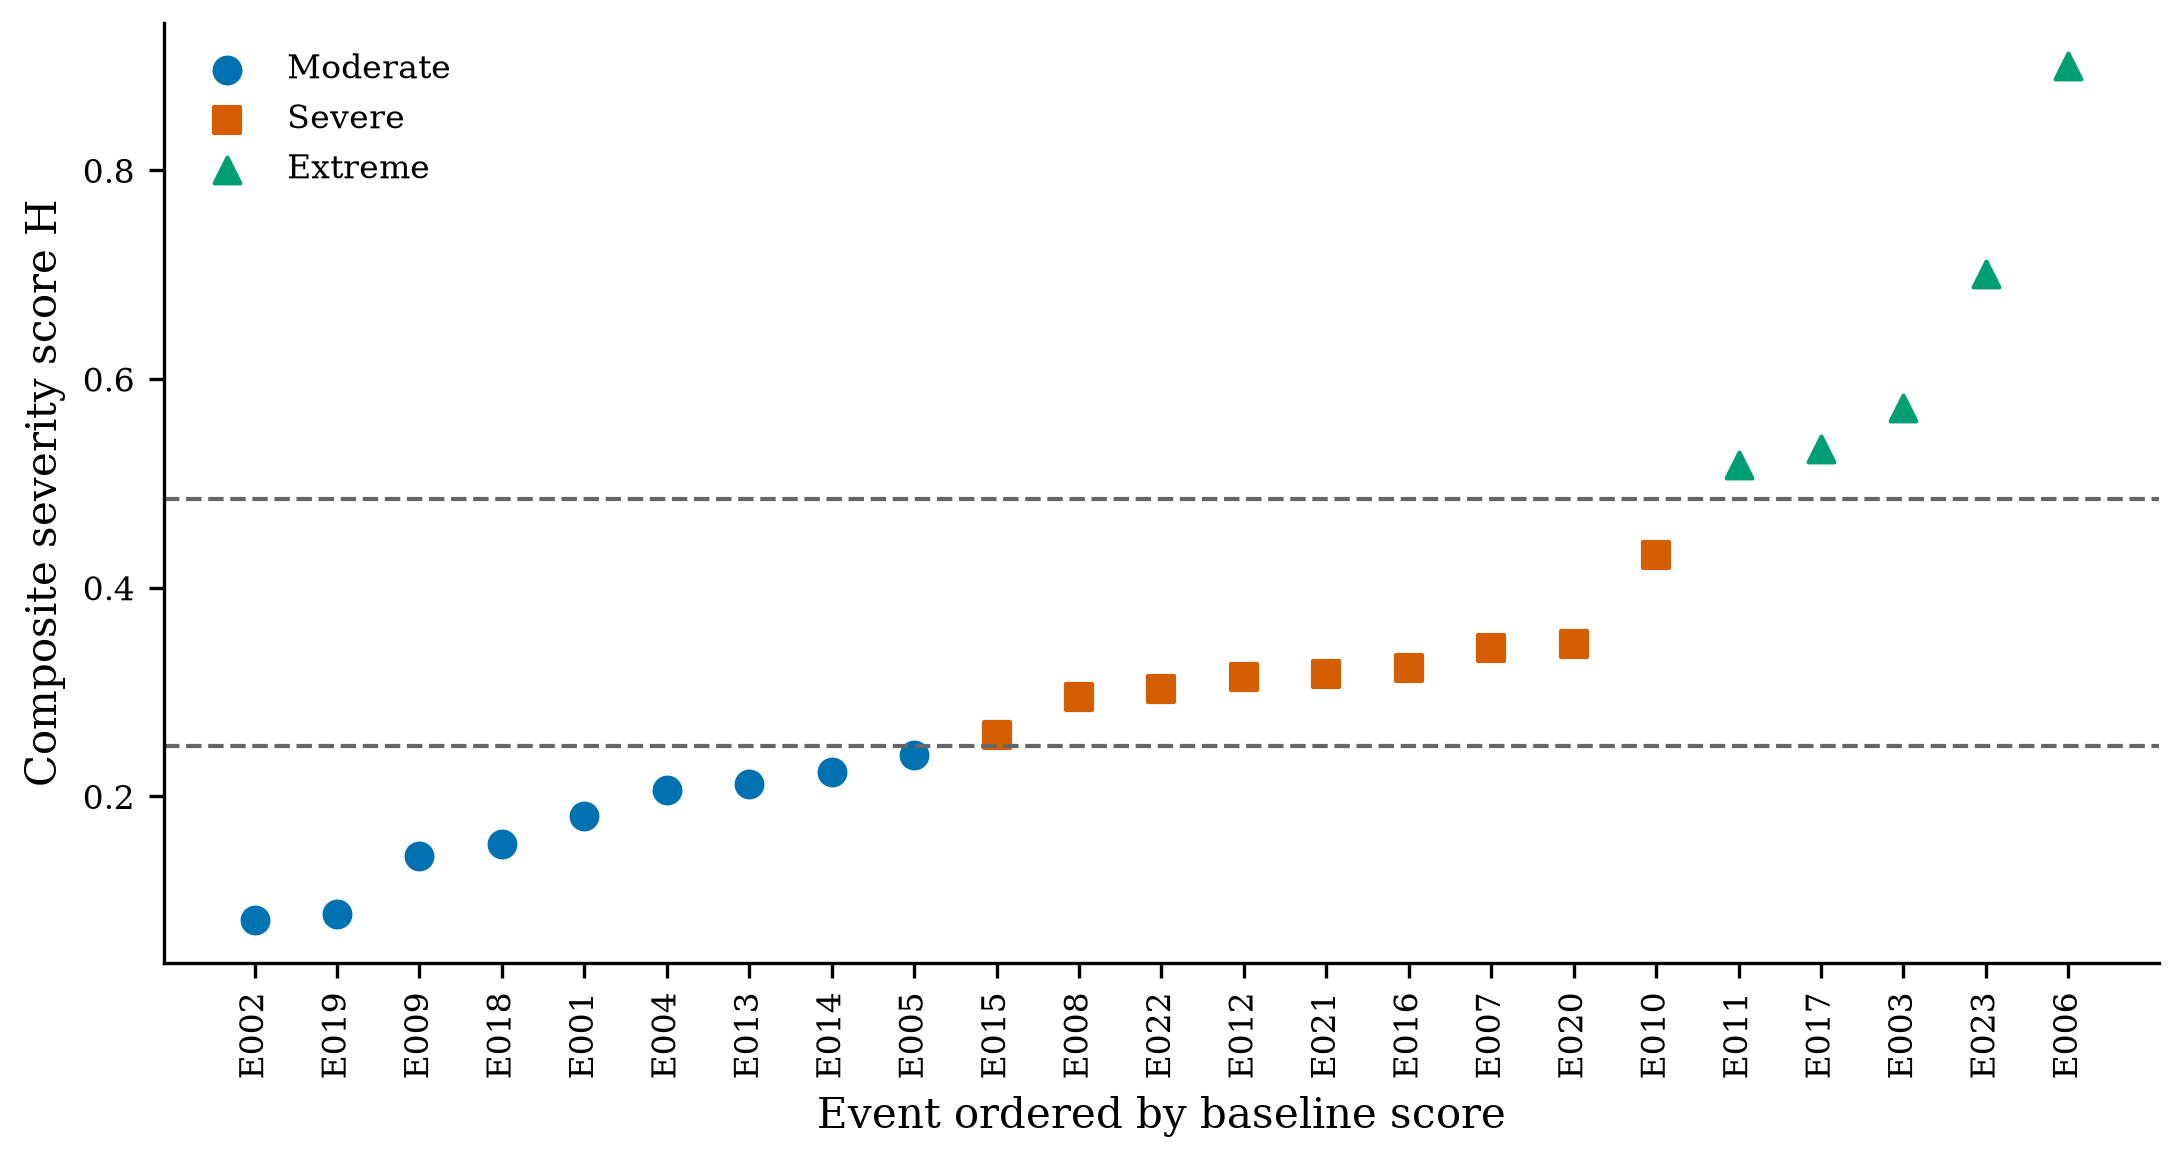 Moderate
Severe
Extreme
Composite severity score H
0.8
0.6
0.4
0.2
E002
E019
E009
E018
E001
E004
E013
E014
E005
E015
E008
E022
E012
E021
E016
E007
E020
E010
E011
E017
E003
E023
E006
Event ordered by baseline score